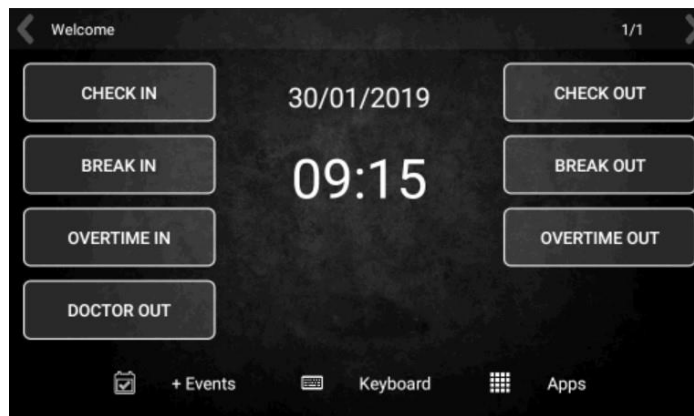 Welcome
1/1
CHECK IN
30/01/2019
CHECK OUT
BREAK IN
09:15
BREAK OUT
OVERTIME IN
OVERTIME OUT
DOCTOR OUT
+ Events
Keyboard
Apps